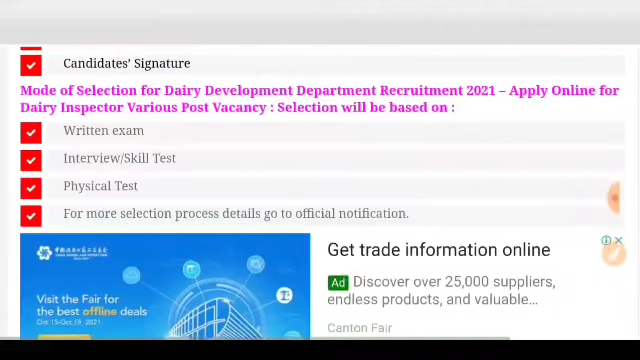 Candidates' Signature
Mode of Selection for Dairy Development Department Recruitment 2021 – Apply Online for
Dairy Inspector Various Post Vacancy : Selection will be based on :
Written exam
Interview/Skill Test
Physical Test
For more selection process details go to official notification.
Visit the Fair for
the best offline deals
Oct 15-Oct 19, 2021
Get trade information online
Ad Discover over 25,000 suppliers,
endless products, and valuable...
Canton Fair